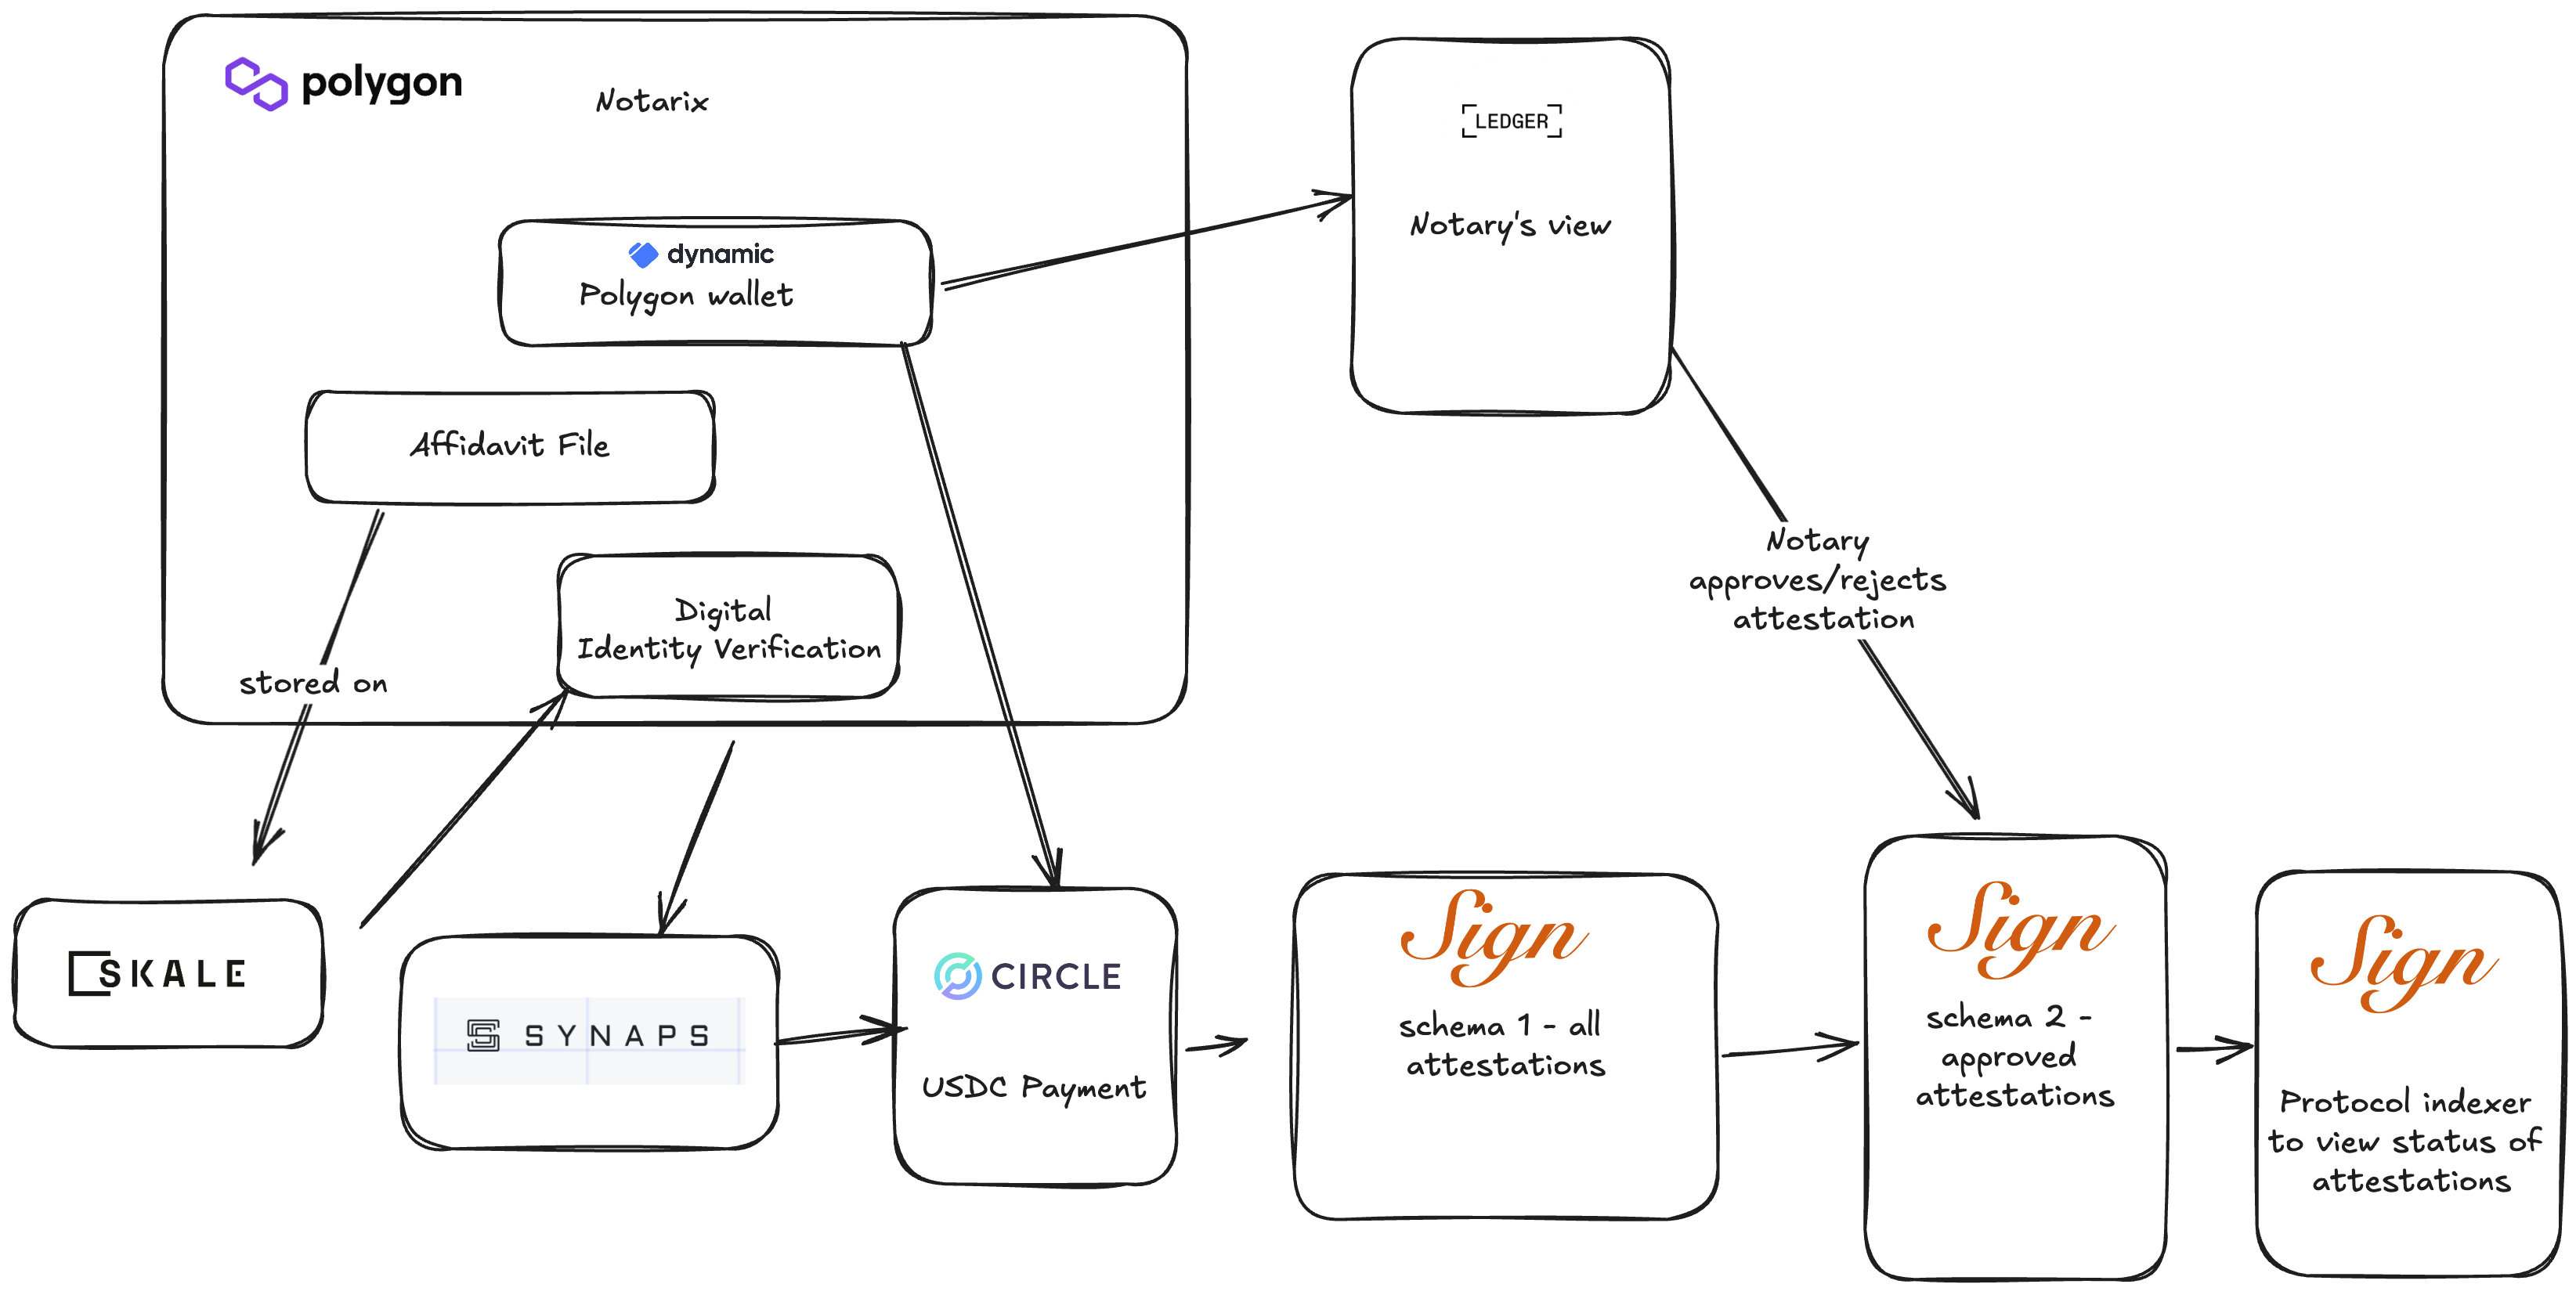 polygon
Notarix
dynamic
Polygon wallet
Affidavit File
Digital
Identity Verification
stored on
[LEDGER]
Notary's view
Notary
approves/rejects
attestation
SKALE
SYNAPS
CIRCLE
USDC Payment
Sign
schema 1 - all
attestations
Sign
schema 2 -
approved
attestations
Sign
Protocol indexer
to view status of
attestations